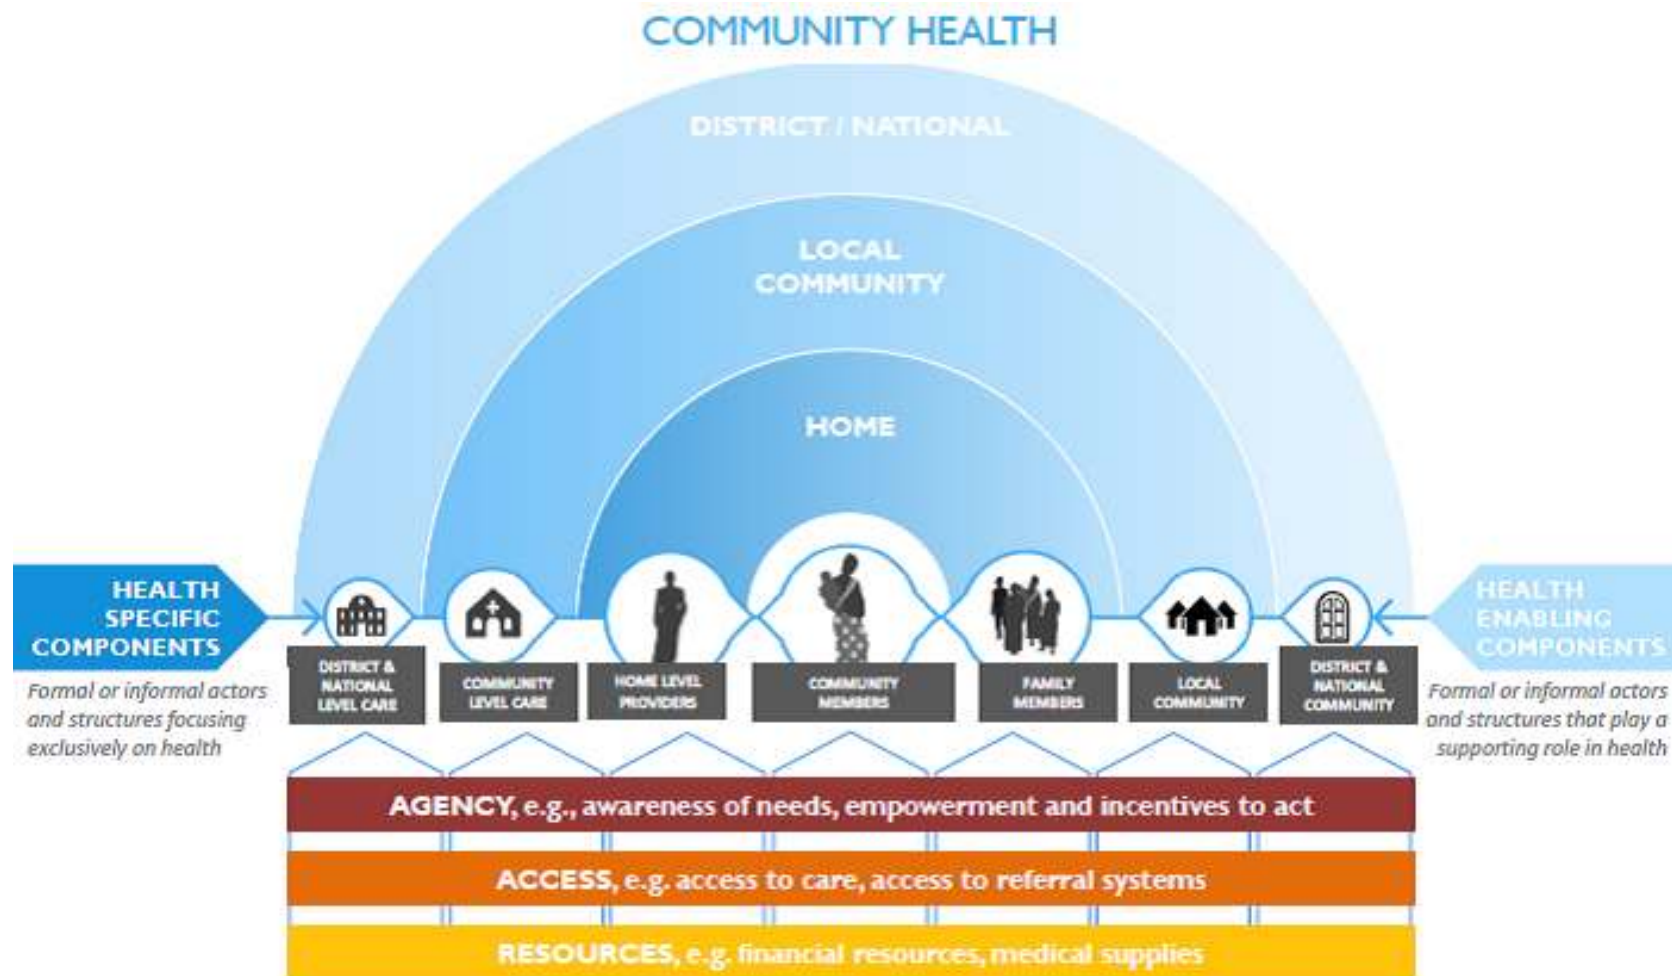 COMMUNITY HEALTH
DISTRICT / NATIONAL
LOCAL
COMMUNITY
HOME
HEALTH
SPECIFIC
COMPONENTS
Formal or informal actors
and structures focusing
exclusively on health
DISTRICT &
NATIONAL
LEVEL CARE
COMMUNITY
LEVEL CARE
HOME LEVEL
PROVIDERS
COMMUNITY
MEMBERS
FAMILY
MEMBERS
LOCAL
COMMUNITY
DISTRICT &
NATIONAL
COMMUNITY
HEALTH
ENABLING
COMPONENTS
Formal or informal actors
and structures that play a
supporting role in health
AGENCY, e.g., awareness of needs, empowerment and incentives to act
ACCESS, e.g. access to care, access to referral systems
RESOURCES, e.g. financial resources, medical supplies